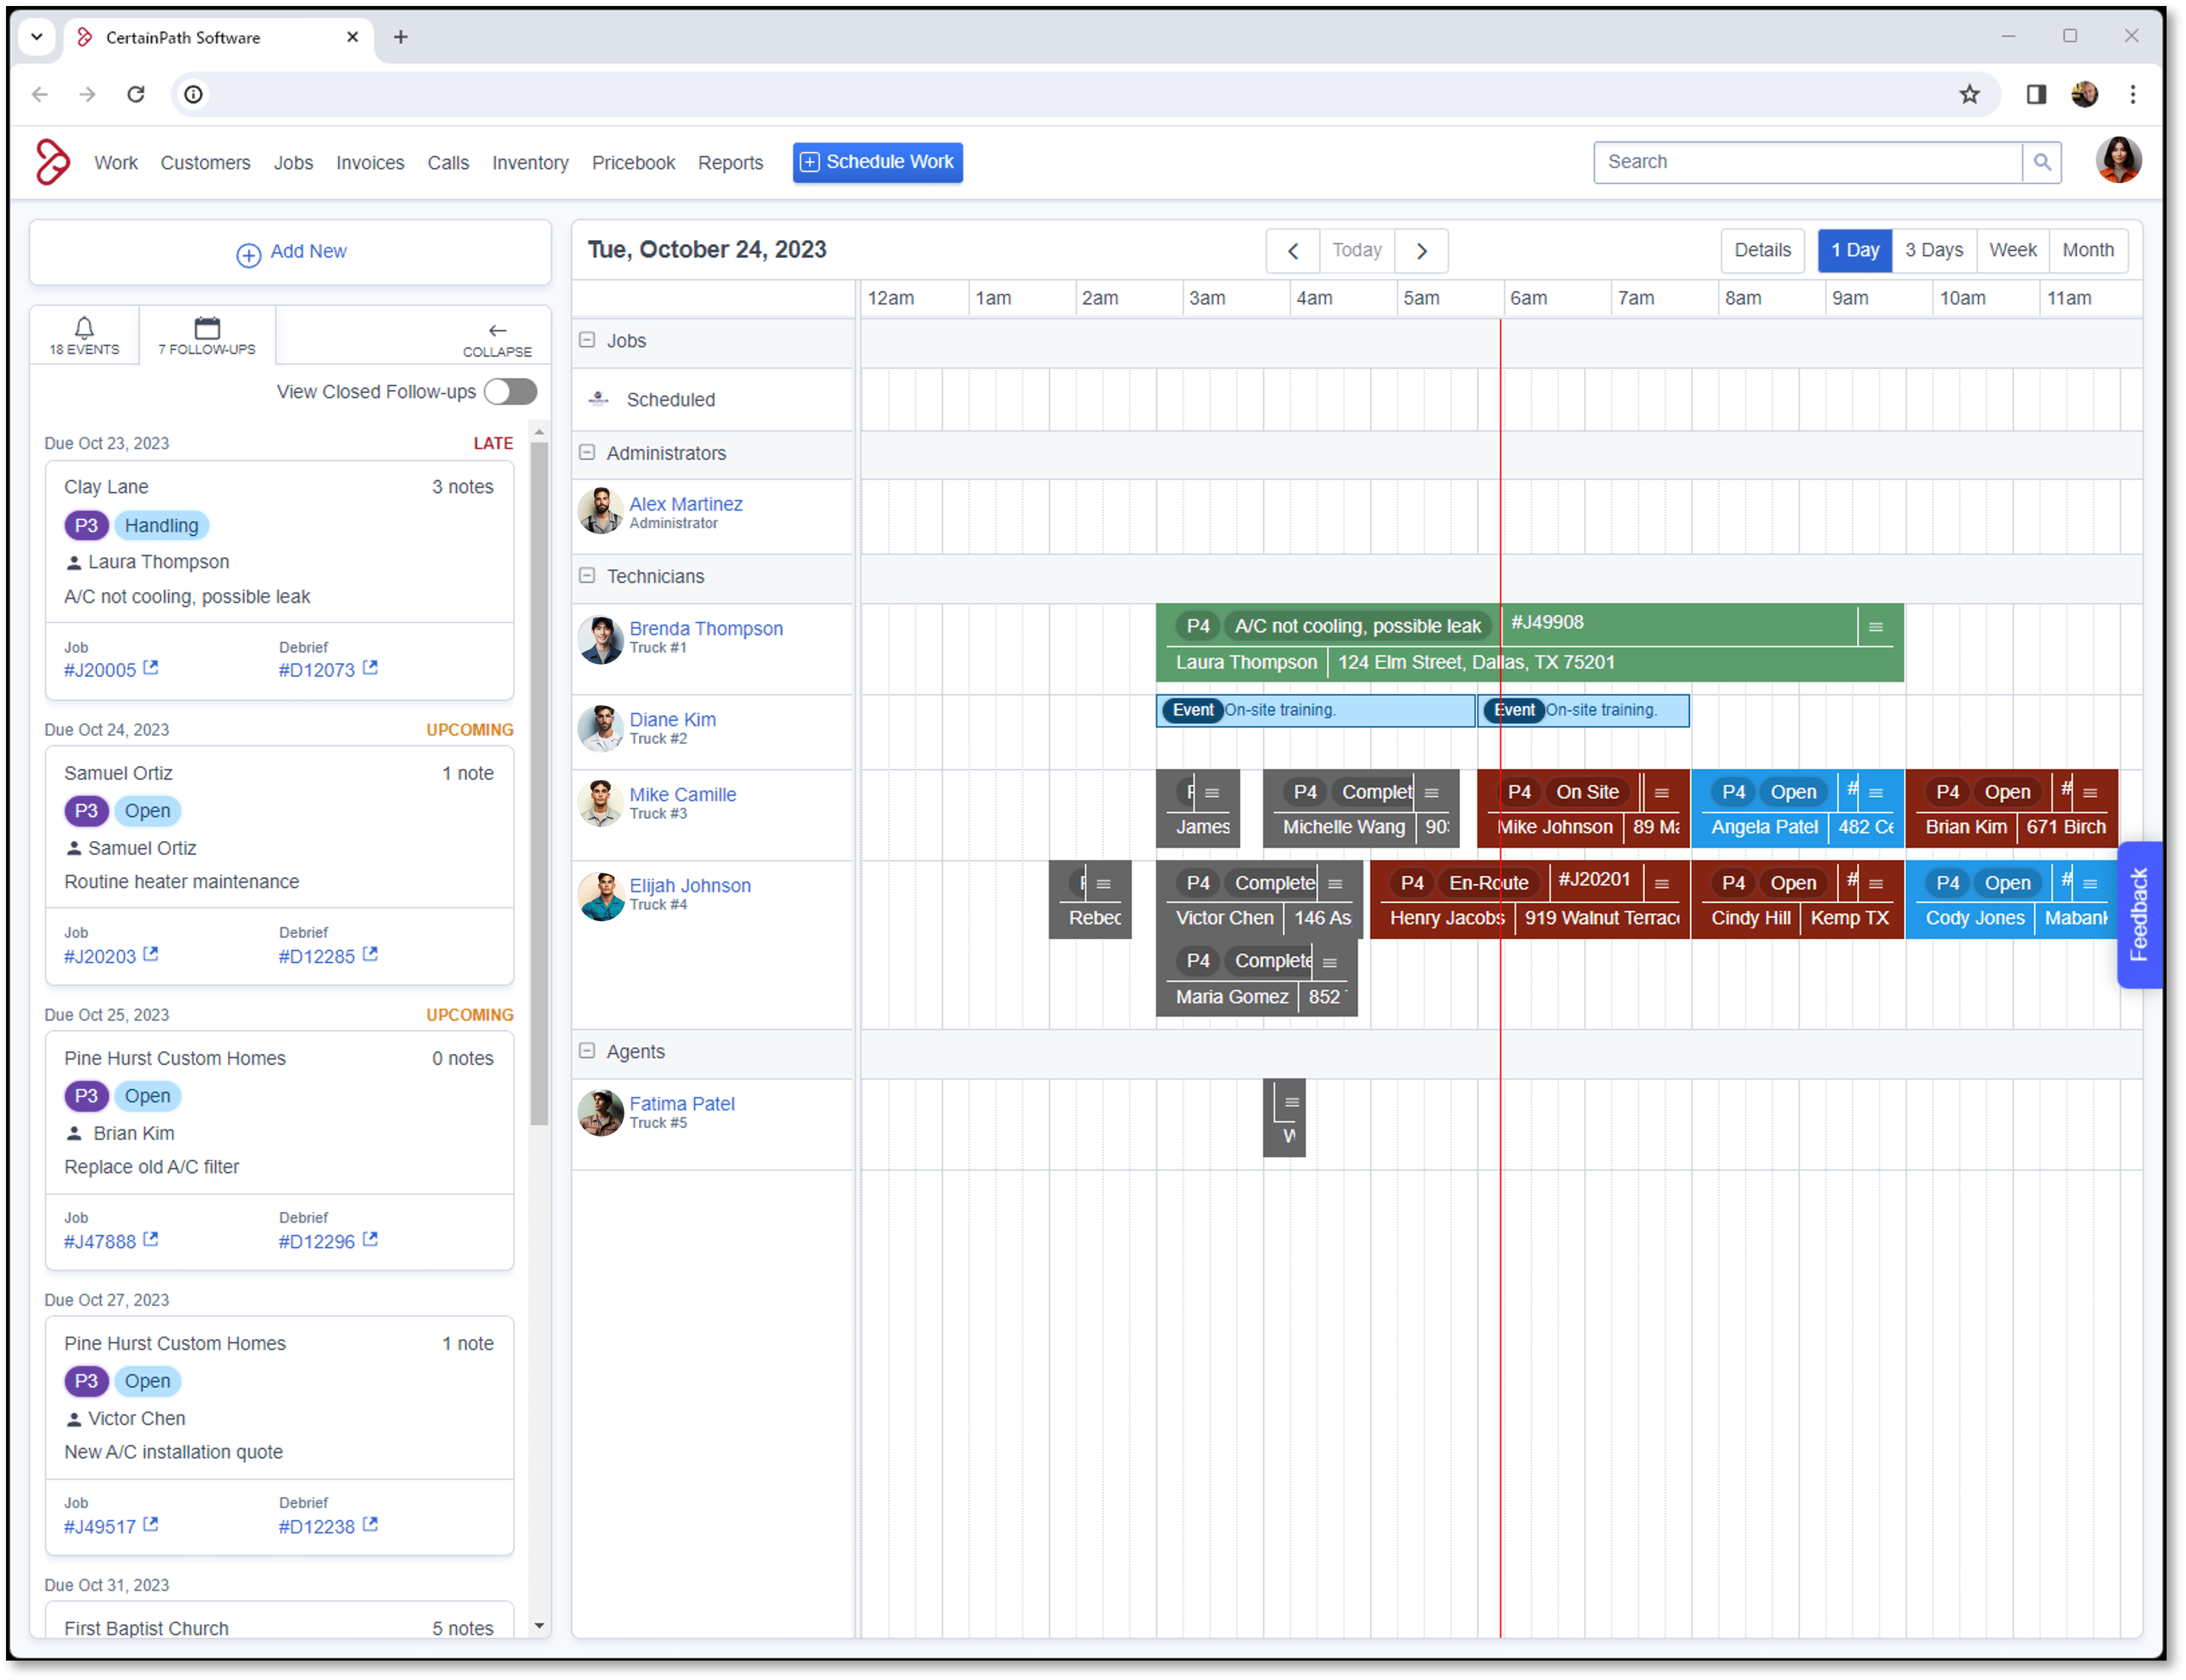 CertainPath Software
Work Customers Jobs Invoices Calls Inventory Pricebook Reports Schedule Work Search
Add New
18 EVENTS 7 FOLLOW-UPS COLLAPSE
View Closed Follow-ups
Due Oct 23, 2023 LATE
Clay Lane 3 notes
P3 Handling
Laura Thompson
A/C not cooling, possible leak
Job Debrief
#J20005 #D12073
Due Oct 24, 2023 UPCOMING
Samuel Ortiz 1 note
P3 Open
Samuel Ortiz
Routine heater maintenance
Job Debrief
#J20203 #D12285
Due Oct 25, 2023 UPCOMING
Pine Hurst Custom Homes 0 notes
P3 Open
Brian Kim
Replace old A/C filter
Job Debrief
#J47888 #D12296
Due Oct 27, 2023
Pine Hurst Custom Homes 1 note
P3 Open
Victor Chen
New A/C installation quote
Job Debrief
#J49517 #D12238
Due Oct 31, 2023
First Baptist Church 5 notes
Tue, October 24, 2023 Today Details 1 Day 3 Days Week Month
12am 1am 2am 3am 4am 5am 6am 7am 8am 9am 10am 11am
Jobs
Scheduled
Administrators
Alex Martinez
Administrator
Technicians
Brenda Thompson
Truck #1
P4 A/C not cooling, possible leak #J49908
Laura Thompson 124 Elm Street, Dallas, TX 75201
Diane Kim
Truck #2
Event On-site training. Event On-site training.
Mike Camille
Truck #3
P4 Complet P4 On Site P4 Open # P4 Open #
James Michelle Wang 90 Mike Johnson 89 Ma Angela Patel 482 Ce Brian Kim 671 Birch
Elijah Johnson
Truck #4
P4 Complete P4 En-Route #J20201 P4 Open # P4 Open #
Rebec Victor Chen 146 As Henry Jacobs 919 Walnut Terrac Cindy Hill Kemp TX Cody Jones Mabank
P4 Complete
Maria Gomez 852
Agents
Fatima Patel
Truck #5
Feedback